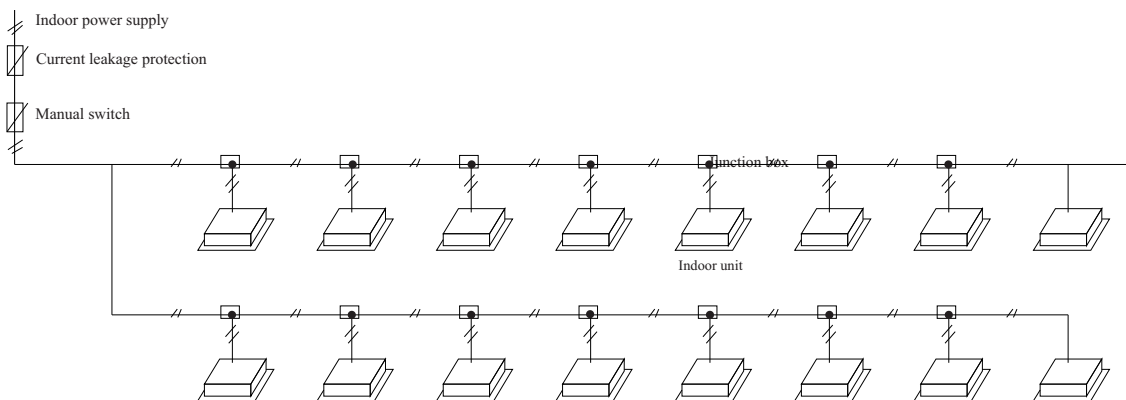 Indoor power supply
Current leakage protection
Manual switch
Junction box
Indoor unit